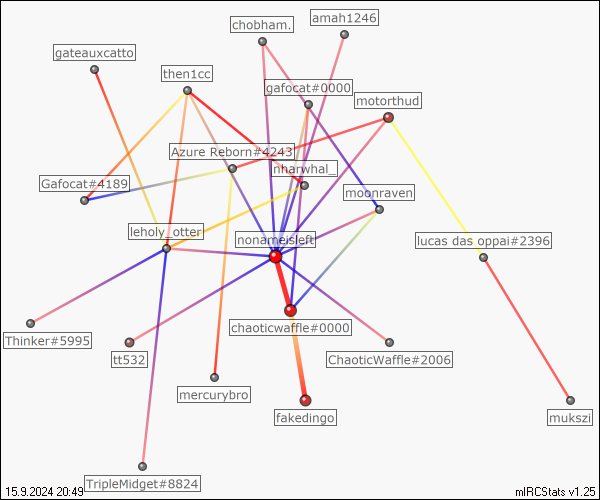 amah1246
chobham.
gateauxcatto
then1cc
gafocat#0000
motorthud
Azure Reborn#4243
nharwhal_
Gafocat#4189
moonraven
leholy_otter
nonameisleft
lucas das oppai#2396
chaoticwaffle#0000
Thinker#5995
tt532
ChaoticWaffle#2006
mercurybro
fakedingo
mukszi
TripleMidget#8824
15.9.2024 20:49
mIRCStats v1.25